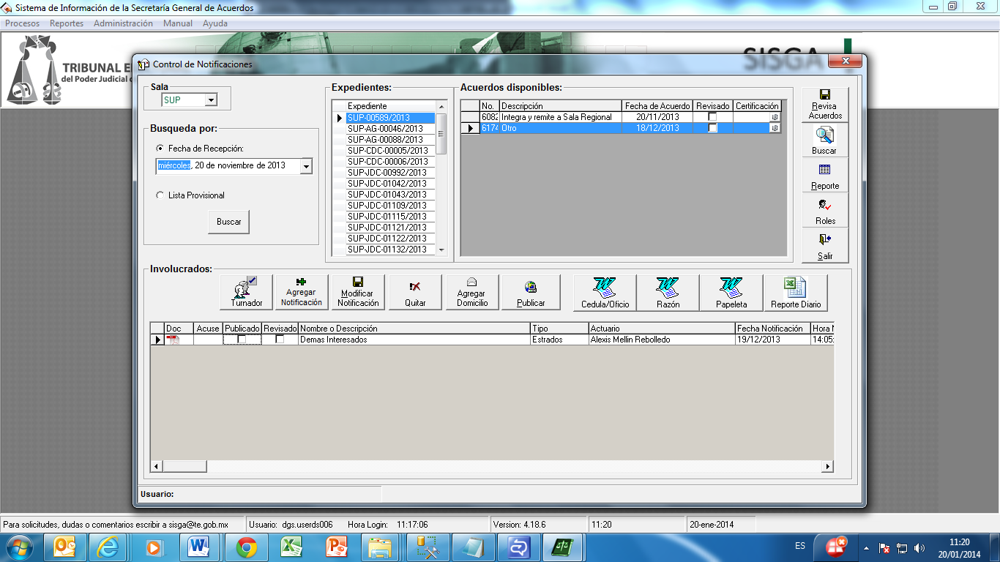 Sistema de Información de la Secretaría General de Acuerdos
Procesos Reportes Administración Manual Ayuda
TRIBUNAL E
del Poder Judicial
SISGA
Control de Notificaciones
Sala
SUP
Busqueda por:
Fecha de Recepción:
miércoles, 20 de noviembre de 2013
Lista Provisional
Buscar
Expedientes:
Expediente
SUP-00589/2013
SUP-AG-00046/2013
SUP-AG-00088/2013
SUP-CDC-00005/2013
SUP-CDC-00006/2013
SUP-JDC-00992/2013
SUP-JDC-01042/2013
SUP-JDC-01043/2013
SUP-JDC-01109/2013
SUP-JDC-01115/2013
SUP-JDC-01121/2013
SUP-JDC-01122/2013
SUP-JDC-01132/2013
Acuerdos disponibles:
No. Descripción Fecha de Acuerdo Revisado Certificación
6082 Integra y remite a Sala Regional 20/11/2013
6174 Otro 18/12/2013
Revisa
Acuerdos
Buscar
Reporte
Roles
Salir
Involucrados:
Turnador
Agregar
Notificación
Modificar
Notificación
Quitar
Agregar
Domicilio
Publicar
Cedula/Oficio
Razón
Papeleta
Reporte Diario
Doc Acuse Publicado Revisado Nombre o Descripción Tipo Actuario Fecha Notificación Hora
Demas Interesados Estrados Alexis Mellin Rebolledo 19/12/2013 14:05:
Usuario:
Para solicitudes, dudas o comentarios escribir a sisga@te.gob.mx Usuario: dgs.userds006 Hora Login: 11:17:06 Version: 4.18.6 11:20 20-ene-2014
ES
11:20
20/01/2014